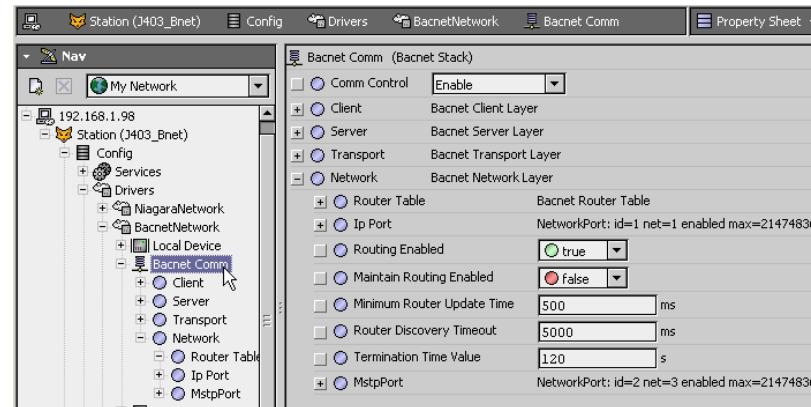 Station (J403_Bnet) Config Drivers BacnetNetwork Bacnet Comm Property Sheet
Nav
My Network
192.168.1.98
Station (J403_Bnet)
Config
Services
Drivers
NiagaraNetwork
BacnetNetwork
Local Device
Bacnet Comm
Client
Server
Transport
Network
Router Table
Ip Port
MstpPort
Bacnet Comm (Bacnet Stack)
Comm Control Enable
Client Bacnet Client Layer
Server Bacnet Server Layer
Transport Bacnet Transport Layer
Network Bacnet Network Layer
Router Table Bacnet Router Table
Ip Port NetworkPort: id=1 net=1 enabled max=2147483
Routing Enabled true
Maintain Routing Enabled false
Minimum Router Update Time 500 ms
Router Discovery Timeout 5000 ms
Termination Time Value 120 s
MstpPort NetworkPort: id=2 net=3 enabled max=2147483